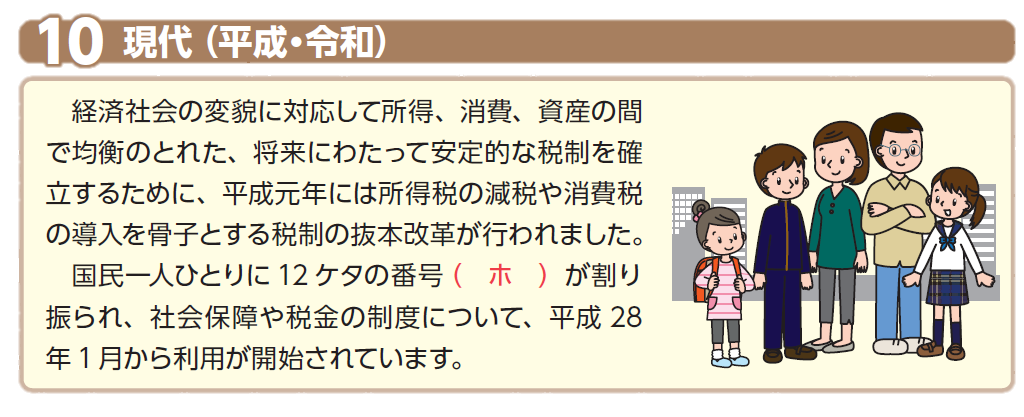 10 現代（平成・令和）
経済社会の変貌に対応して所得、消費、資産の間
で均衡のとれた、将来にわたって安定的な税制を確
立するために、平成元年には所得税の減税や消費税
の導入を骨子とする税制の抜本改革が行われました。
国民一人ひとりに12ケタの番号（　ホ　）が割り
振られ、社会保障や税金の制度について、平成 28
年1月から利用が開始されています。